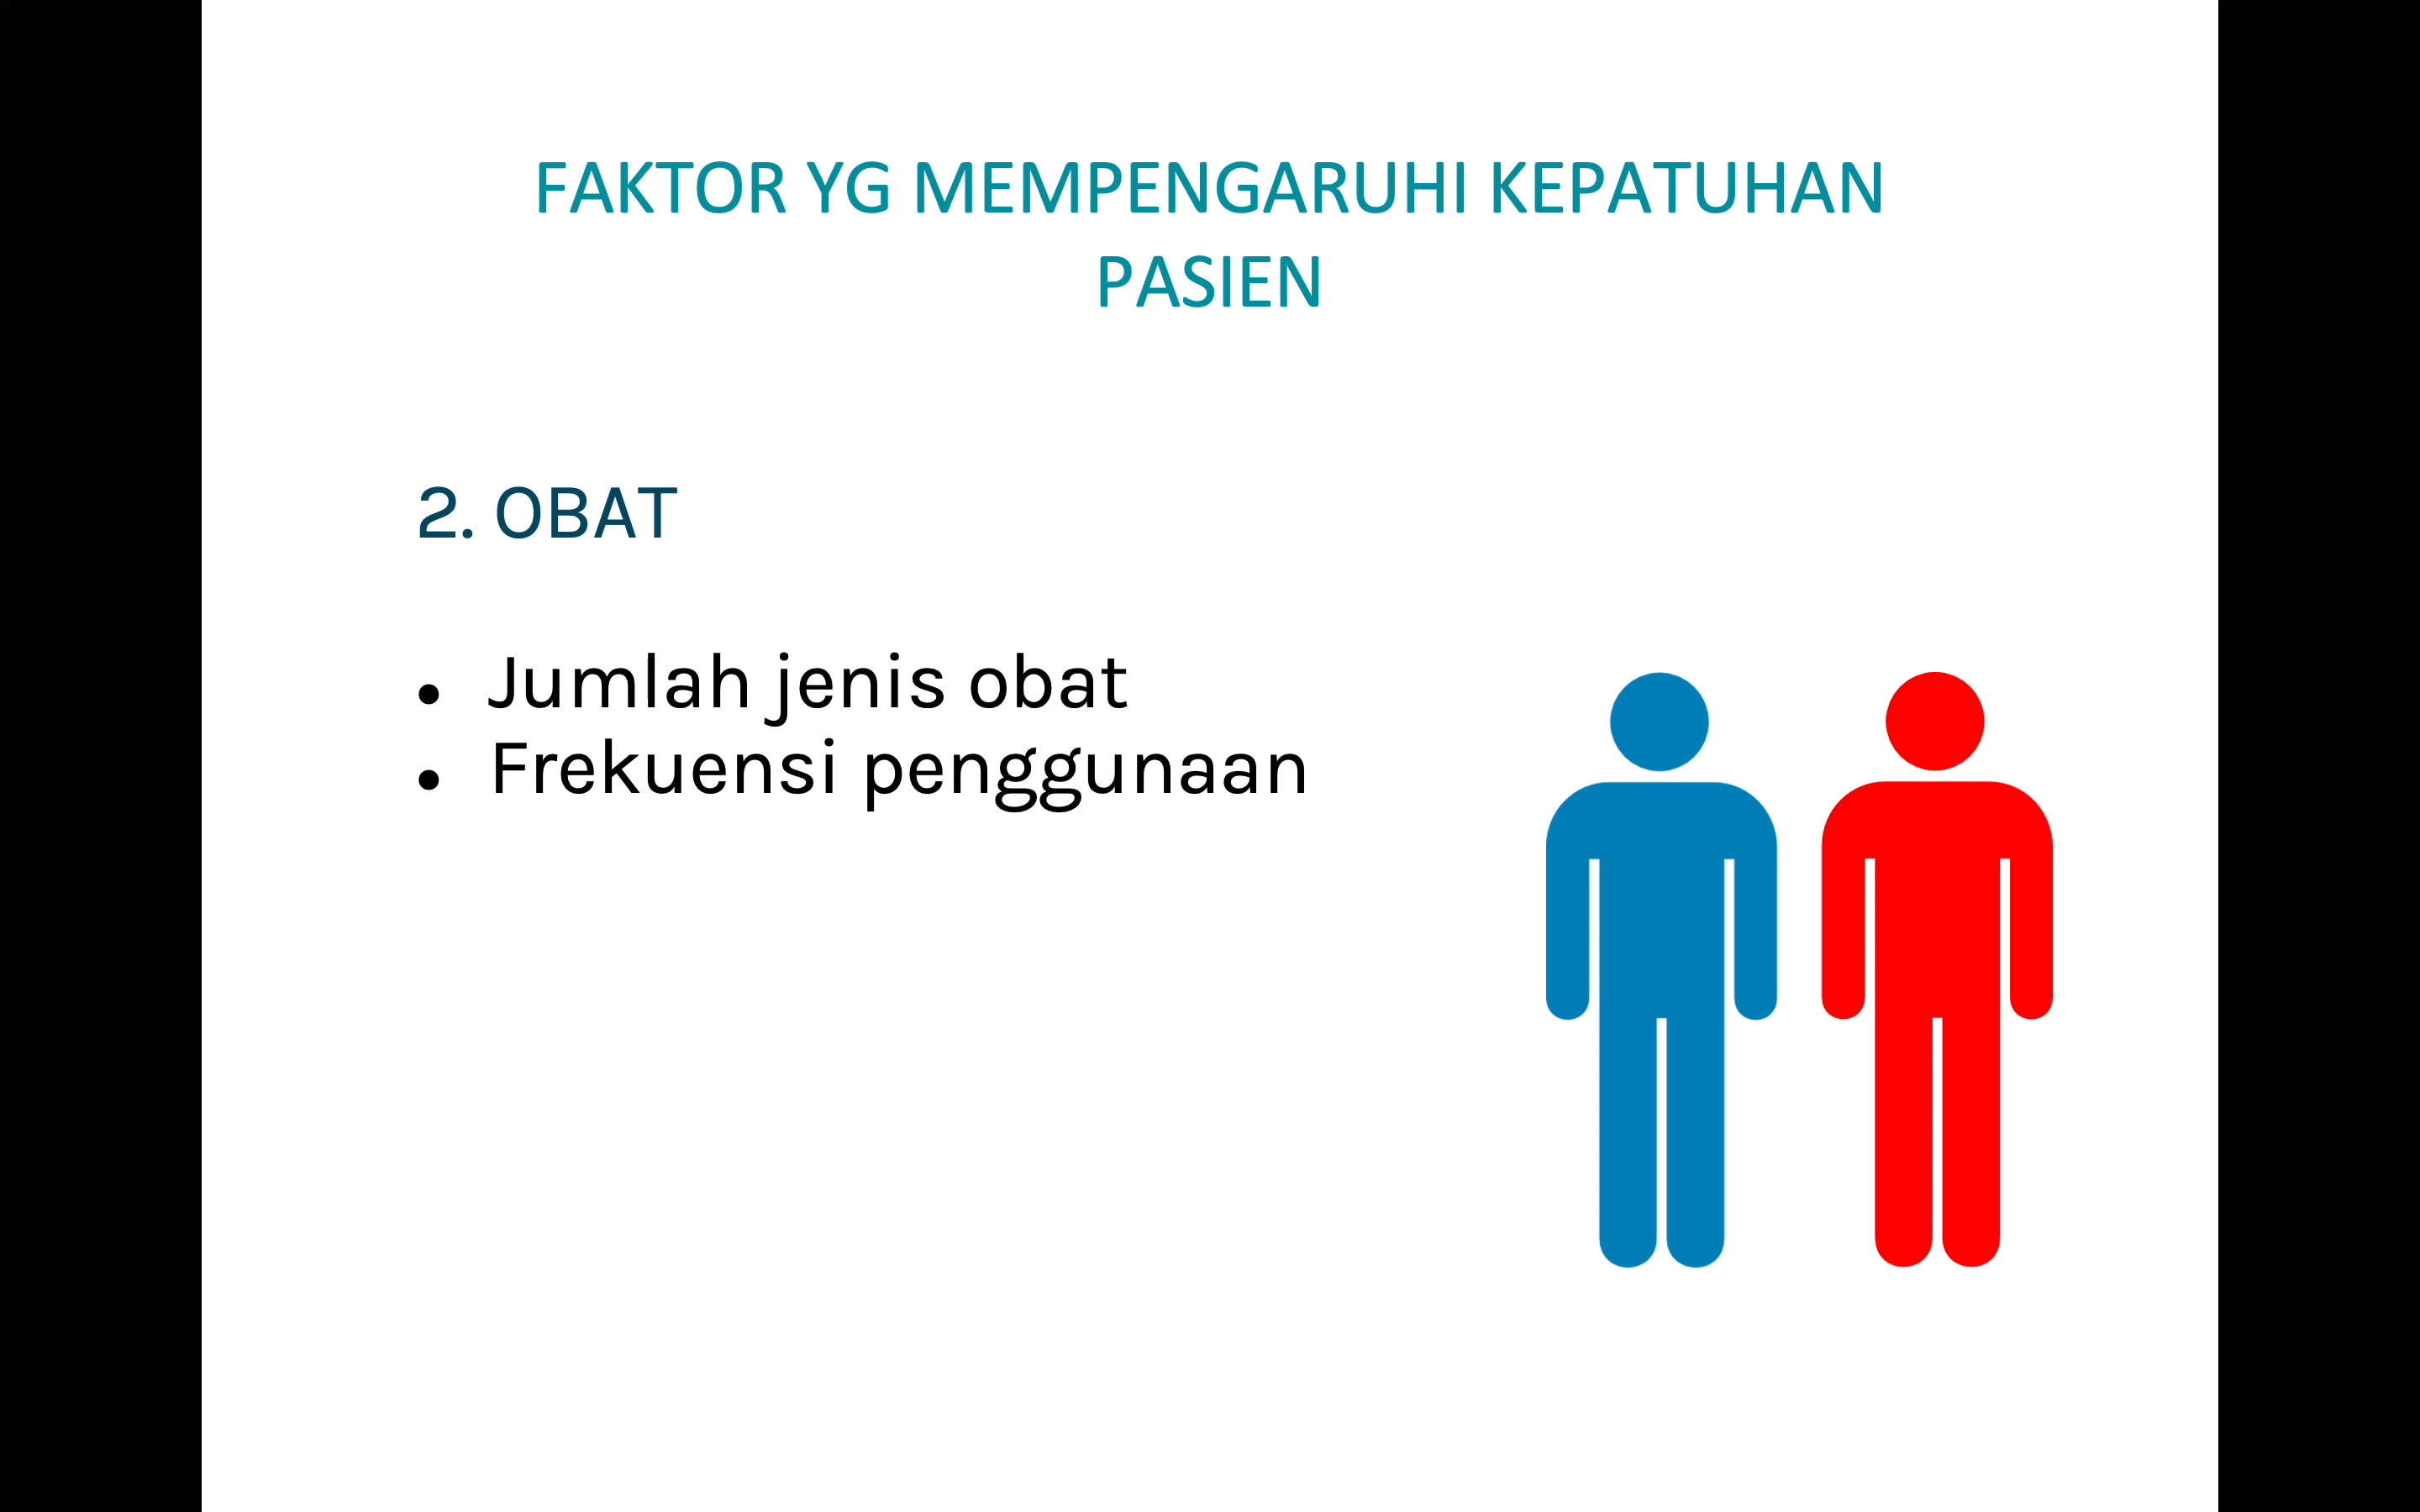 FAKTOR YG MEMPENGARUHI KEPATUHAN
PASIEN
2. OBAT
• Jumlah jenis obat
• Frekuensi penggunaan